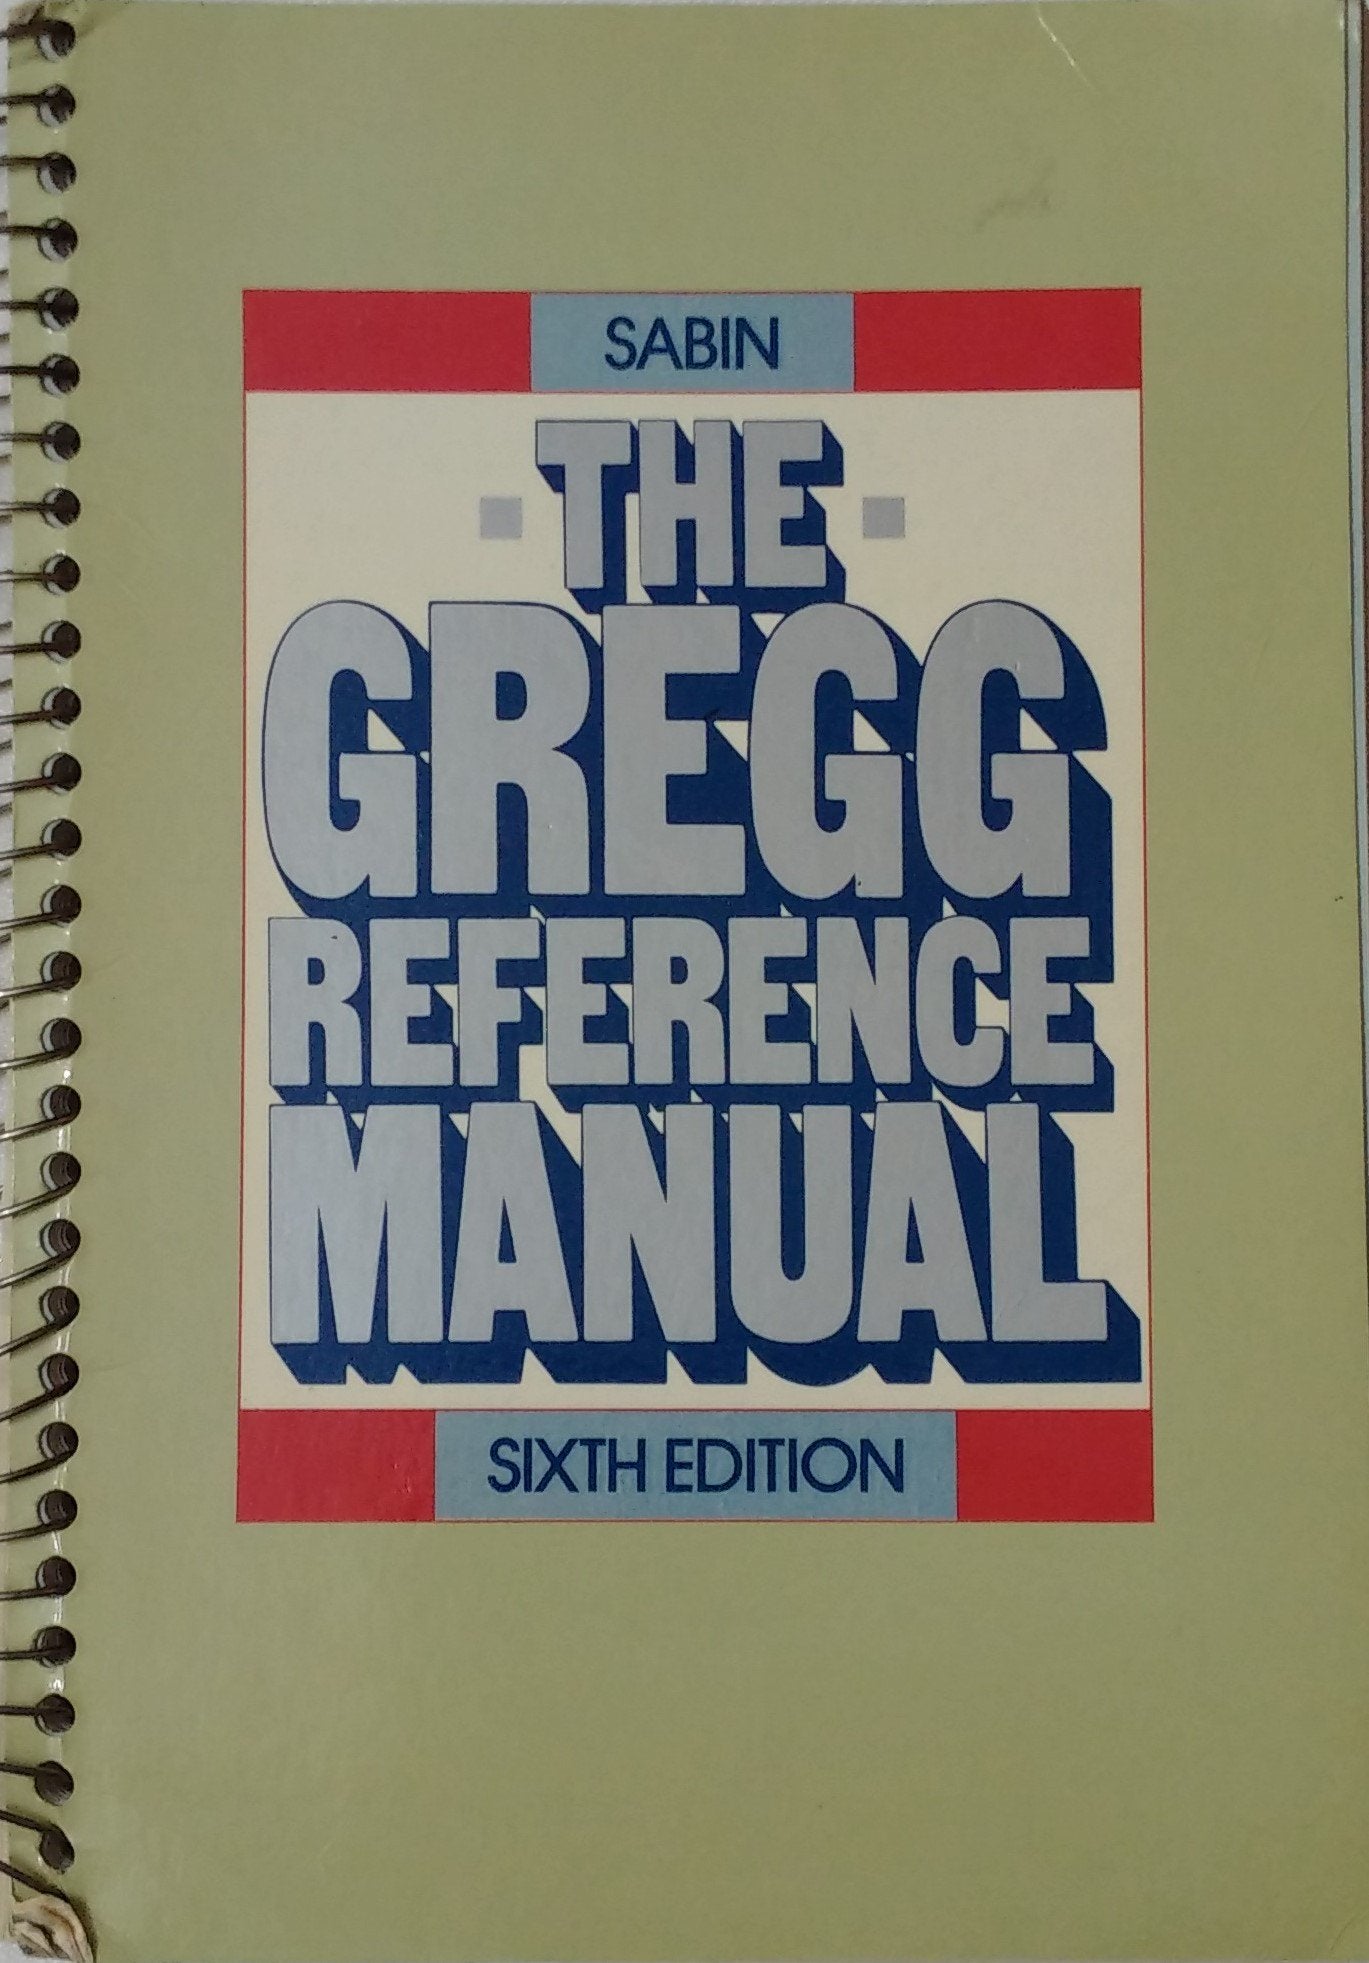 SABIN
THE
GREGG
REFERENCE
MANUAL
SIXTH EDITION